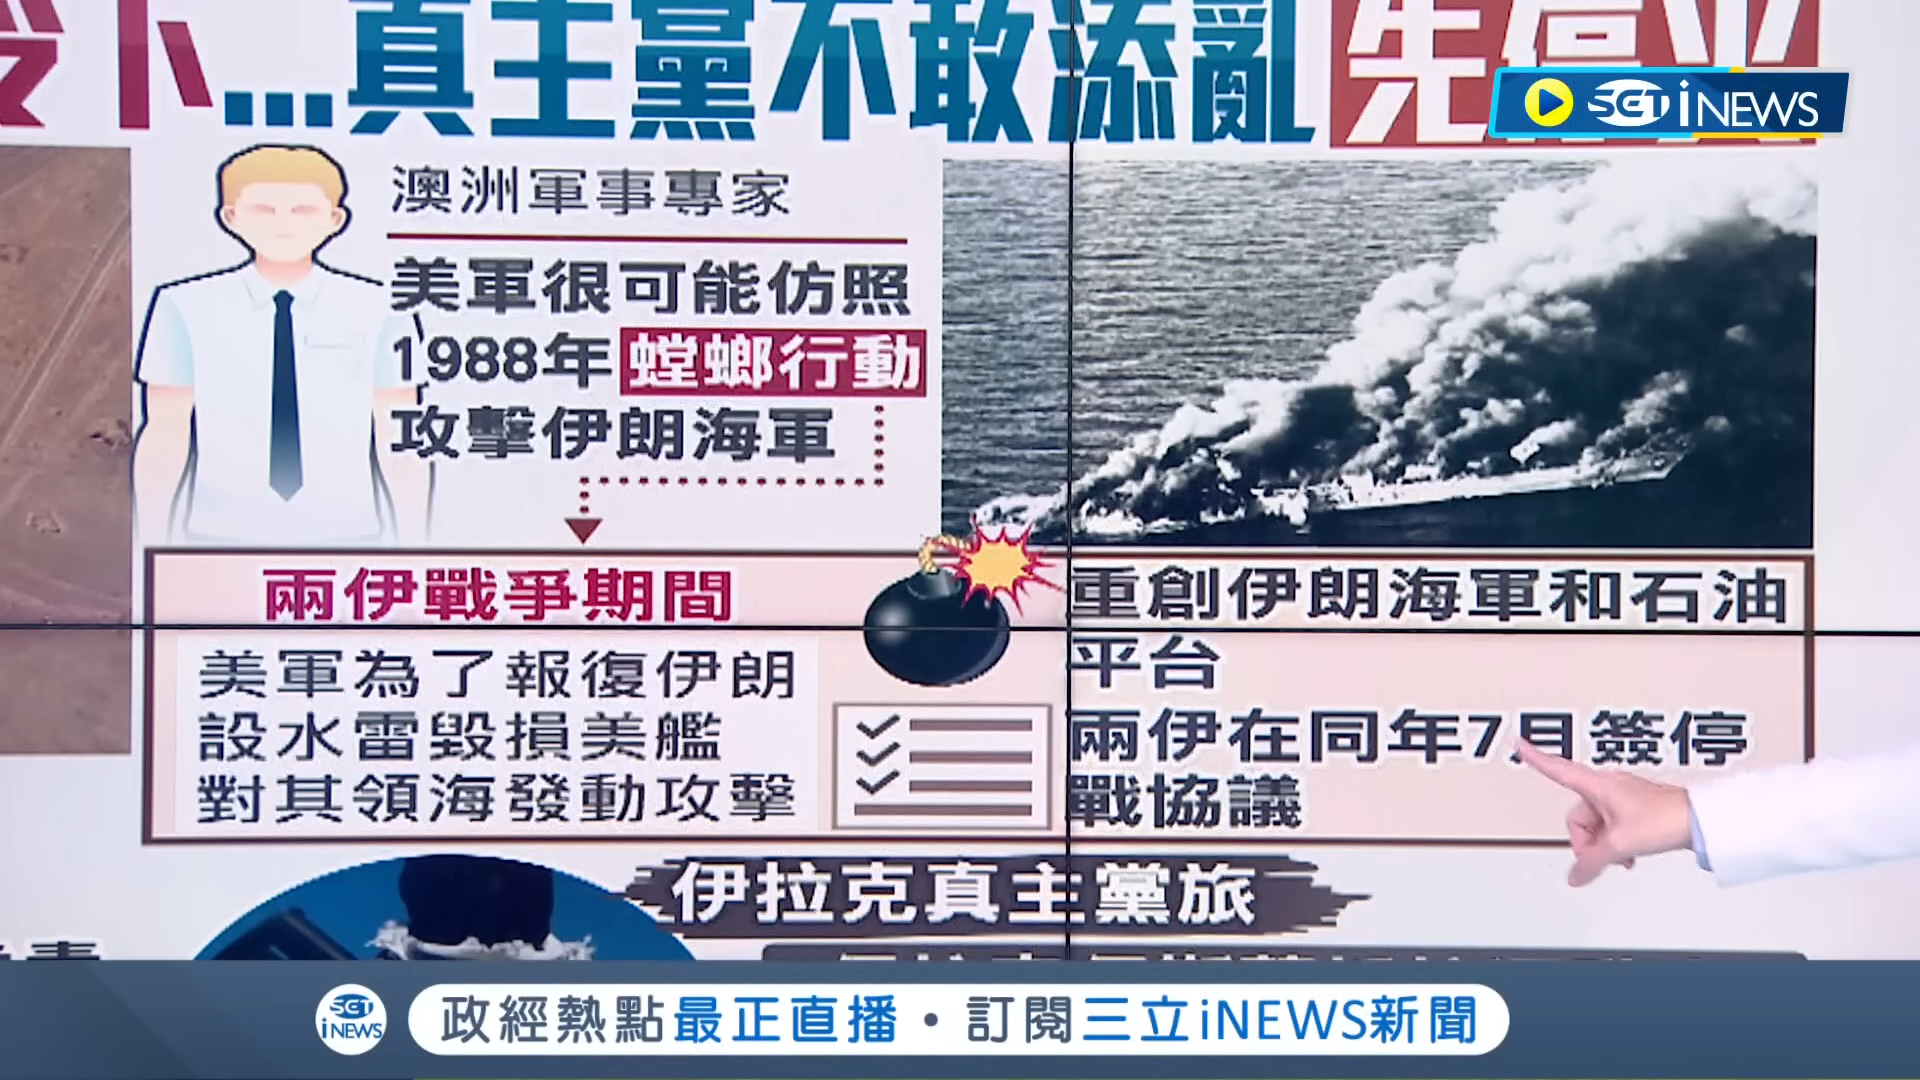 下...真主黨不敢添亂
SET iNEWS
澳洲軍事專家
美軍很可能仿照
1988年 螳螂行動
攻擊伊朗海軍
兩伊戰爭期間
美軍為了報復伊朗
設水雷毀損美艦
對其領海發動攻擊
重創伊朗海軍和石油
平台
兩伊在同年7月簽停
戰協議
伊拉克真主黨旅
SET iNEWS
政經熱點最正直播・訂閱三立iNEWS新聞